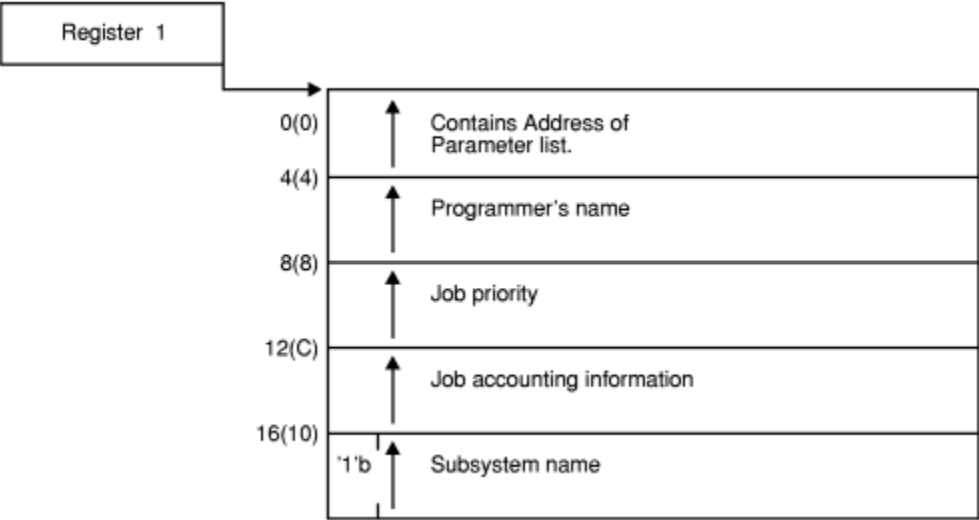 Register 1
0(0)
Contains Address of
Parameter list.
4(4)
Programmer's name
8(8)
Job priority
12(C)
Job accounting information
16(10)
'1'b
Subsystem name